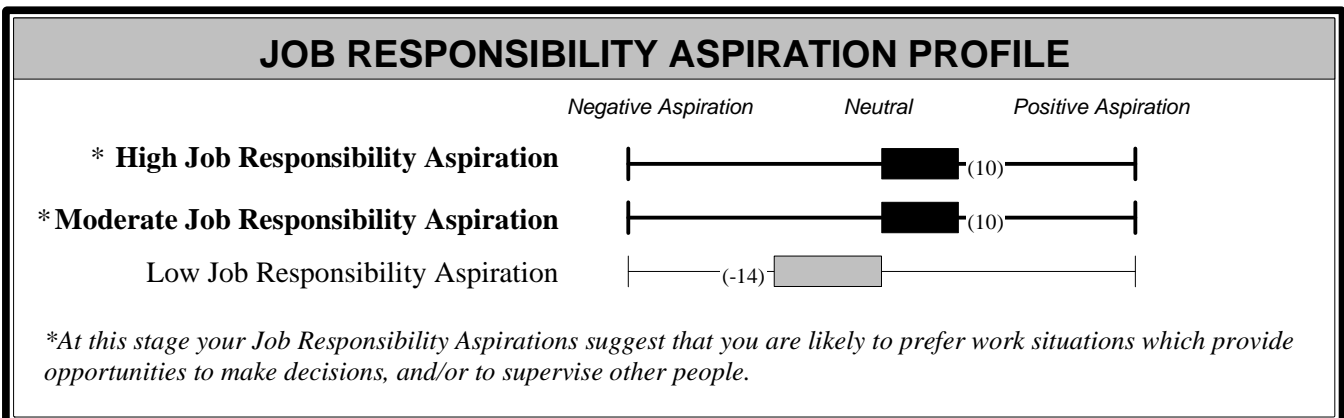 JOB RESPONSIBILITY ASPIRATION PROFILE
Negative Aspiration Neutral Positive Aspiration
* High Job Responsibility Aspiration (10)
*Moderate Job Responsibility Aspiration (10)
Low Job Responsibility Aspiration (-14)
*At this stage your Job Responsibility Aspirations suggest that you are likely to prefer work situations which provide
opportunities to make decisions, and/or to supervise other people.